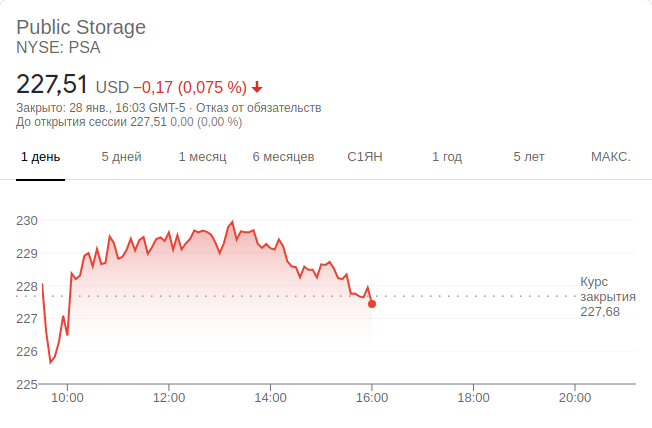 Public Storage
NYSE: PSA
227,51 USD −0,17 (0,075 %)
Закрыто: 28 янв., 16:03 GMT-5 · Отказ от обязательств
До открытия сессии 227,51 0,00 (0,00 %)
1 день 5 дней 1 месяц 6 месяцев С1ЯН 1 год 5 лет МАКС.
230
229
228
227
226
225
Курс
закрытия
227,68
10:00 12:00 14:00 16:00 18:00 20:00